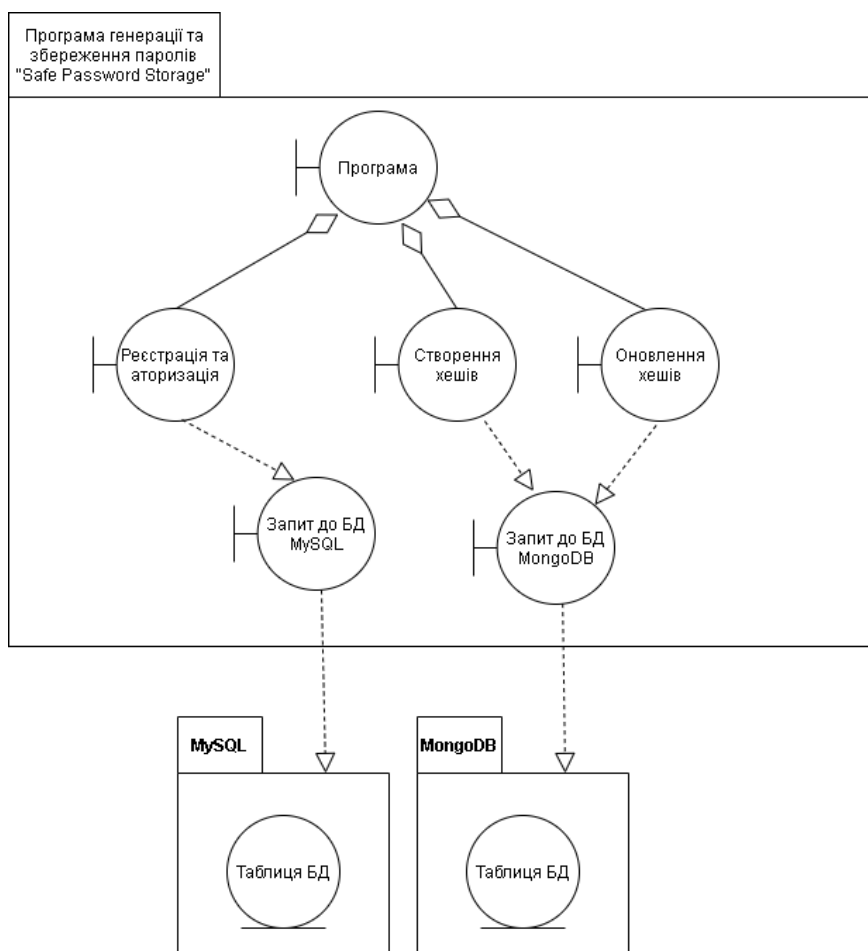 Програма генерації та
збереження паролів
"Safe Password Storage"
Програма
Реєстрація та
аторизація
Створення
хешів
Оновлення
хешів
Запит до БД
MySQL
Запит до БД
MongoDB
MySQL
MongoDB
Таблиця БД
Таблиця БД